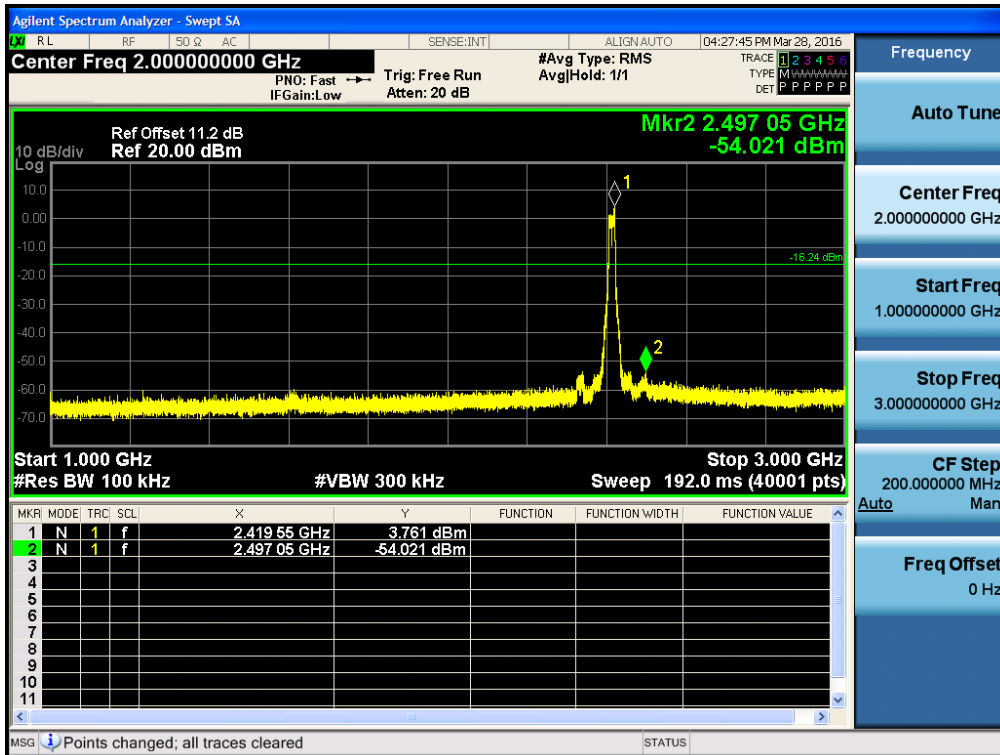 Agilent Spectrum Analyzer - Swept SA
LXI RL RF 50 Ω AC SENSE:INT ALIGN AUTO 04:27:45 PM Mar 28, 2016
Center Freq 2.000000000 GHz #Avg Type: RMS TRACE 1 2 3 4 5 6
PNO: Fast Trig: Free Run Avg|Hold: 1/1 TYPE M
IFGain:Low Atten: 20 dB DET P P P P P P
Mkr2 2.497 05 GHz
Ref Offset 11.2 dB
10 dB/div Ref 20.00 dBm -54.021 dBm
Log
1
10.0
0.00
-10.0
-16.24 dBm
-20.0
-30.0
-40.0
2
-50.0
-60.0
-70.0
Start 1.000 GHz Stop 3.000 GHz
#Res BW 100 kHz #VBW 300 kHz Sweep 192.0 ms (40001 pts)
MKR MODE TRC SCL X Y FUNCTION FUNCTION WIDTH FUNCTION VALUE
1 N 1 f 2.419 55 GHz 3.761 dBm
2 N 1 f 2.497 05 GHz -54.021 dBm
3
4
5
6
7
8
9
10
11
MSG Points changed; all traces cleared STATUS
Frequency
Auto Tune
Center Freq
2.000000000 GHz
Start Freq
1.000000000 GHz
Stop Freq
3.000000000 GHz
CF Step
200.000000 MHz
Auto Man
Freq Offset
0 Hz